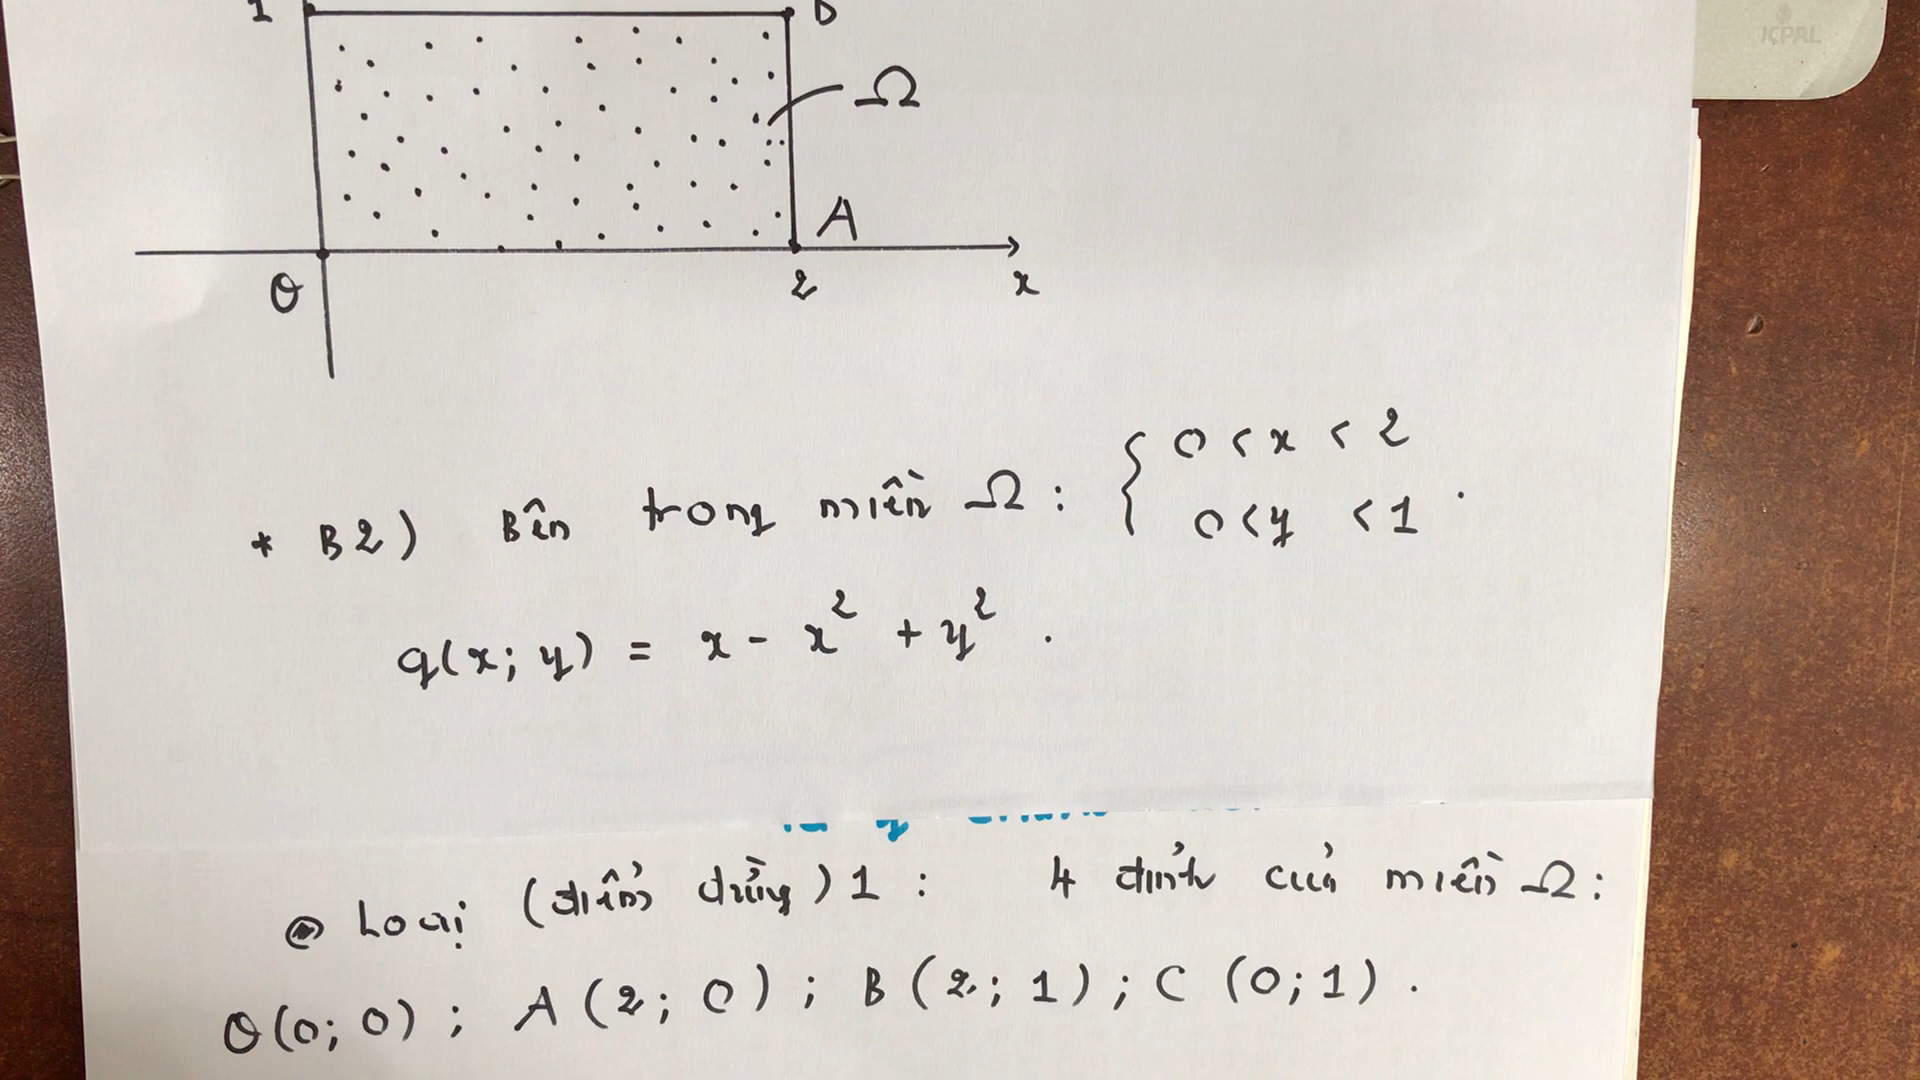 1 B
Ω
A
O 2 x
* B2) Bên trong miền Ω : { 0 < x < 2
0 < y < 1 .
g(x; y) = x - x² + y² .
@ Loại (điểm dừng) 1 : 4 đỉnh của miền Ω :
O(0; 0) ; A(2; 0) ; B(2; 1) ; C(0; 1) .